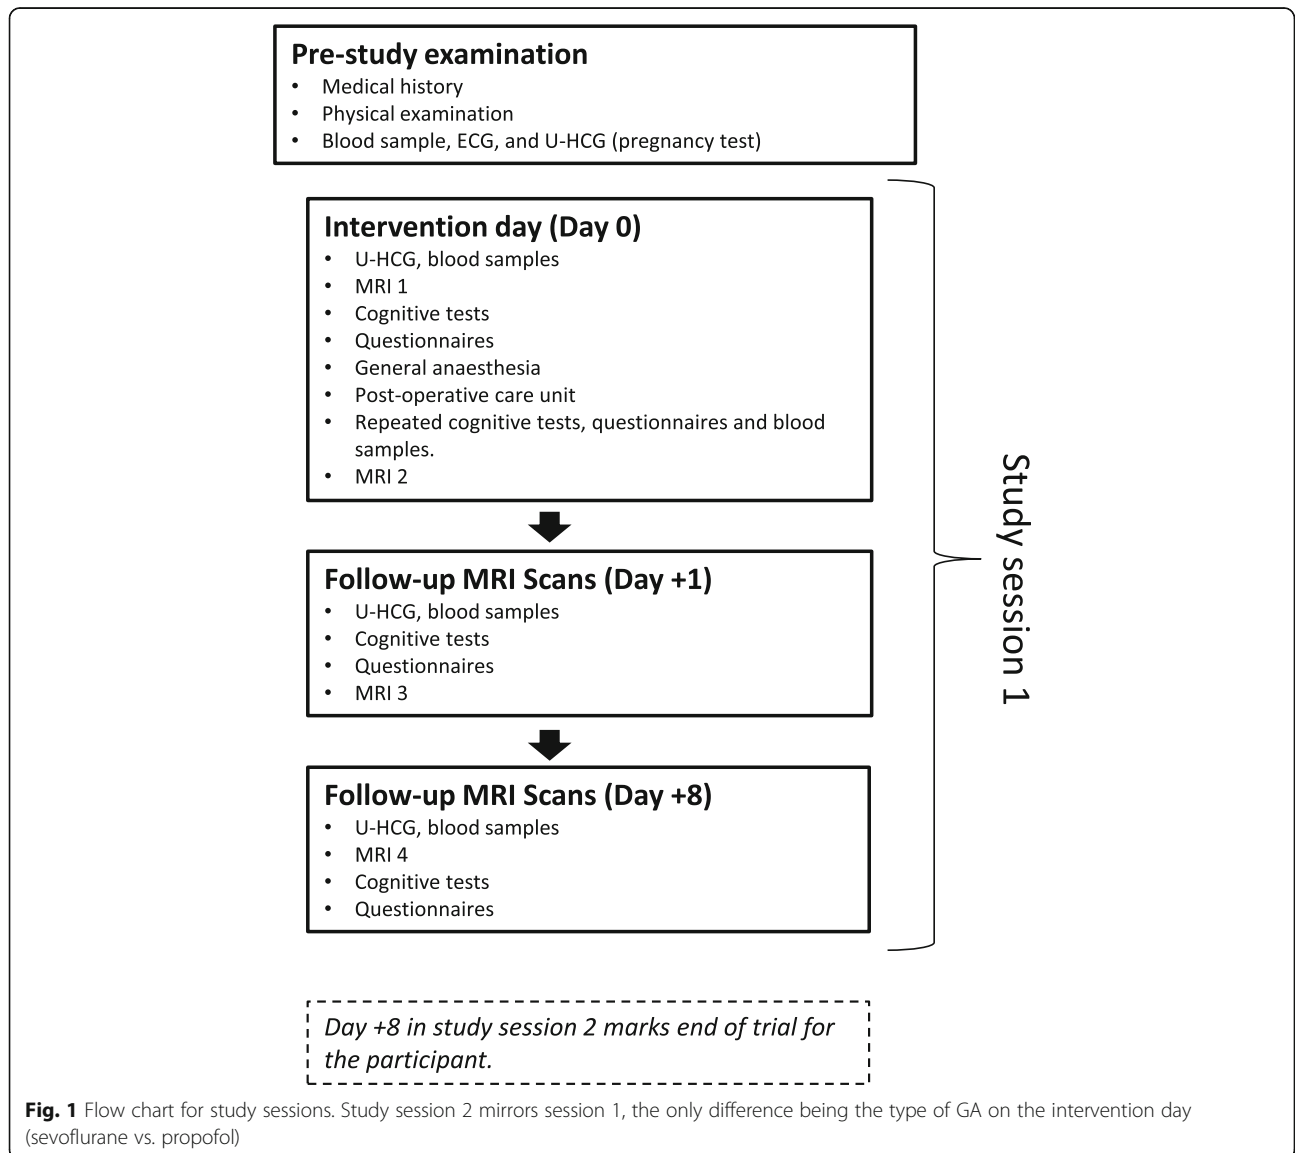 Pre-study examination
• Medical history
• Physical examination
• Blood sample, ECG, and U-HCG (pregnancy test)
Intervention day (Day 0)
• U-HCG, blood samples
• MRI 1
• Cognitive tests
• Questionnaires
• General anaesthesia
• Post-operative care unit
• Repeated cognitive tests, questionnaires and blood
samples.
• MRI 2
Follow-up MRI Scans (Day +1)
• U-HCG, blood samples
• Cognitive tests
• Questionnaires
• MRI 3
Follow-up MRI Scans (Day +8)
• U-HCG, blood samples
• MRI 4
• Cognitive tests
• Questionnaires
Study session 1
Day +8 in study session 2 marks end of trial for
the participant.
Fig. 1 Flow chart for study sessions. Study session 2 mirrors session 1, the only difference being the type of GA on the intervention day
(sevoflurane vs. propofol)